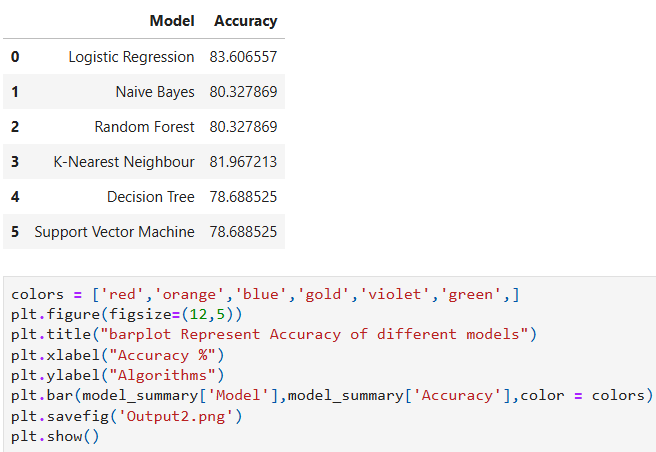 Model Accuracy
0 Logistic Regression 83.606557
1 Naive Bayes 80.327869
2 Random Forest 80.327869
3 K-Nearest Neighbour 81.967213
4 Decision Tree 78.688525
5 Support Vector Machine 78.688525
colors = ['red','orange','blue','gold','violet','green',]
plt.figure(figsize=(12,5))
plt.title("barplot Represent Accuracy of different models")
plt.xlabel("Accuracy %")
plt.ylabel("Algorithms")
plt.bar(model_summary['Model'],model_summary['Accuracy'],color = colors)
plt.savefig('Output2.png')
plt.show()